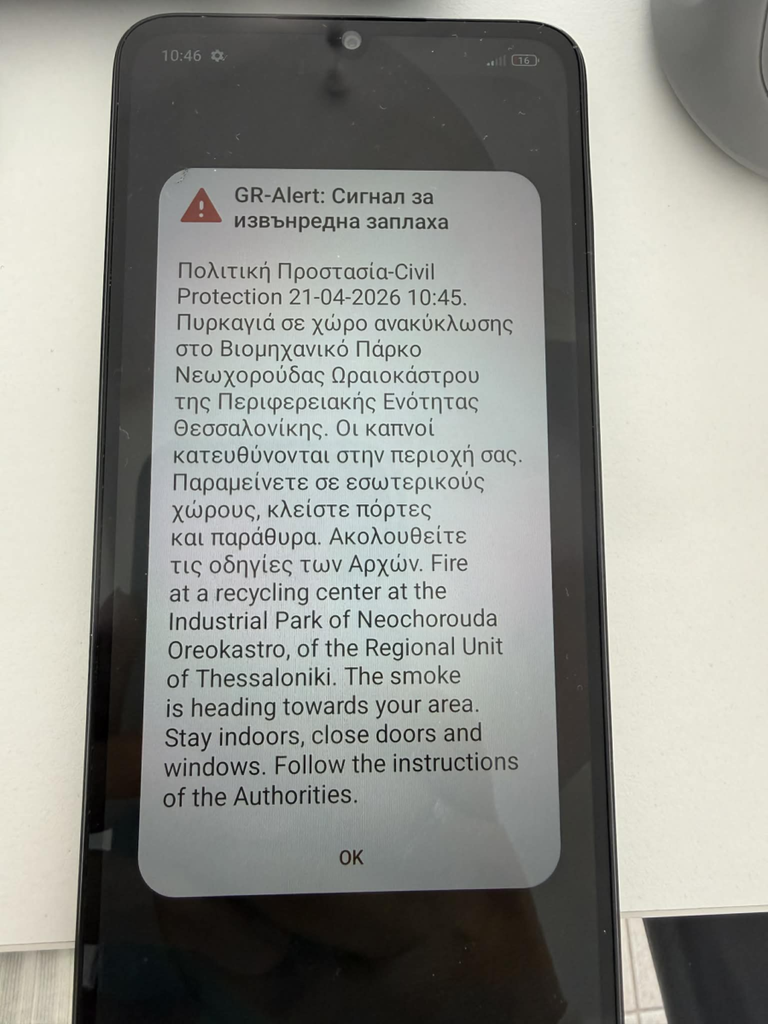 10:46
16
GR-Alert: Сигнал за
извънредна заплаха
Πολιτική Προστασία-Civil
Protection 21-04-2026 10:45.
Πυρκαγιά σε χώρο ανακύκλωσης
στο Βιομηχανικό Πάρκο
Νεωχορούδας Ωραιοκάστρου
της Περιφερειακής Ενότητας
Θεσσαλονίκης. Οι καπνοί
κατευθύνονται στην περιοχή σας.
Παραμείνετε σε εσωτερικούς
χώρους, κλείστε πόρτες
και παράθυρα. Ακολουθείτε
τις οδηγίες των Αρχών. Fire
at a recycling center at the
Industrial Park of Neochorouda
Oreokastro, of the Regional Unit
of Thessaloniki. The smoke
is heading towards your area.
Stay indoors, close doors and
windows. Follow the instructions
of the Authorities.
OK